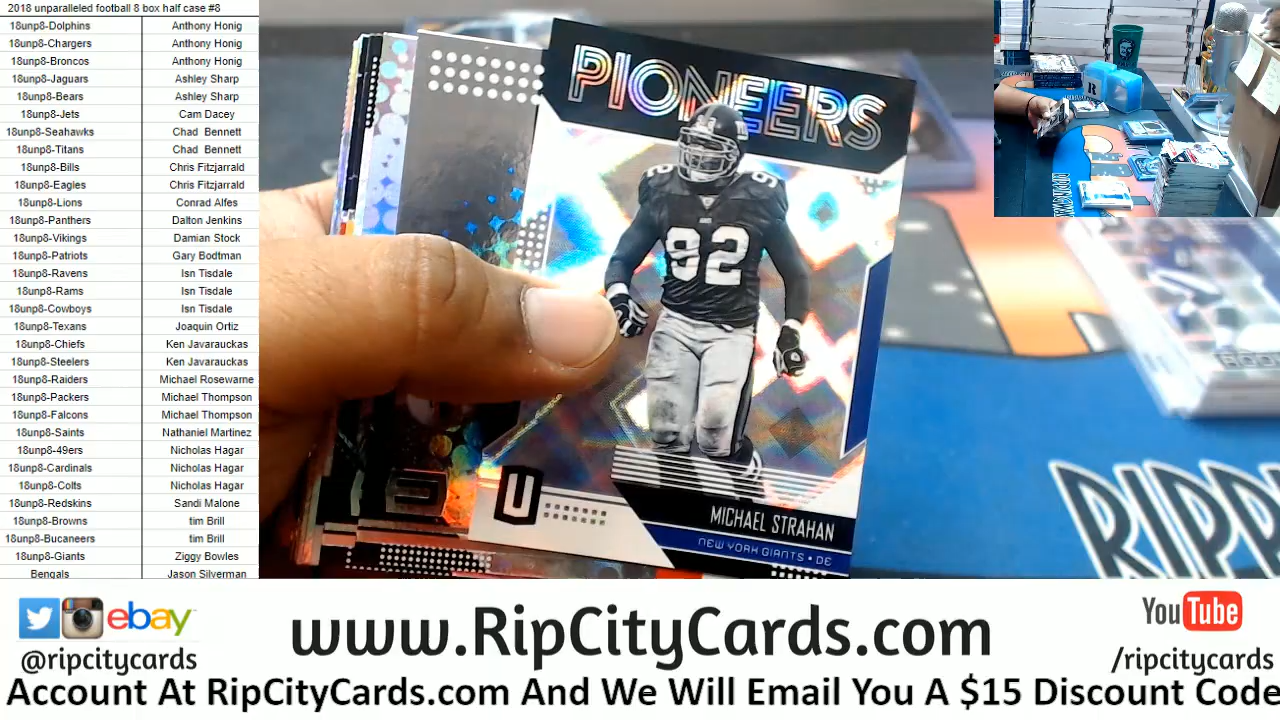 2018 unparalleled football 8 box half case #8
18unp8-Dolphins Anthony Honig
18unp8-Chargers Anthony Honig
18unp8-Broncos Anthony Honig
18unp8-Jaguars Ashley Sharp
18unp8-Bears Ashley Sharp
18unp8-Jets Cam Dacey
18unp8-Seahawks Chad Bennett
18unp8-Titans Chad Bennett
18unp8-Bills Chris Fitzjarrald
18unp8-Eagles Chris Fitzjarrald
18unp8-Lions Conrad Alfes
18unp8-Panthers Dalton Jenkins
18unp8-Vikings Damian Stock
18unp8-Patriots Gary Bodtman
18unp8-Ravens Isn Tisdale
18unp8-Rams Isn Tisdale
18unp8-Cowboys Isn Tisdale
18unp8-Texans Joaquin Ortiz
18unp8-Chiefs Ken Javarauckas
18unp8-Steelers Ken Javarauckas
18unp8-Raiders Michael Rosewarne
18unp8-Packers Michael Thompson
18unp8-Falcons Michael Thompson
18unp8-Saints Nathaniel Martinez
18unp8-49ers Nicholas Hagar
18unp8-Cardinals Nicholas Hagar
18unp8-Colts Nicholas Hagar
18unp8-Redskins Sandi Malone
18unp8-Browns tim Brill
18unp8-Bucaneers tim Brill
18unp8-Giants Ziggy Bowles
Bengals Jason Silverman
PIONEERS
92
92
U
MICHAEL STRAHAN
NEW YORK GIANTS • DE
RIPP
ebay
@ripcitycards
www.RipCityCards.com
YouTube
/ripcitycards
Account At RipCityCards.com And We Will Email You A $15 Discount Code